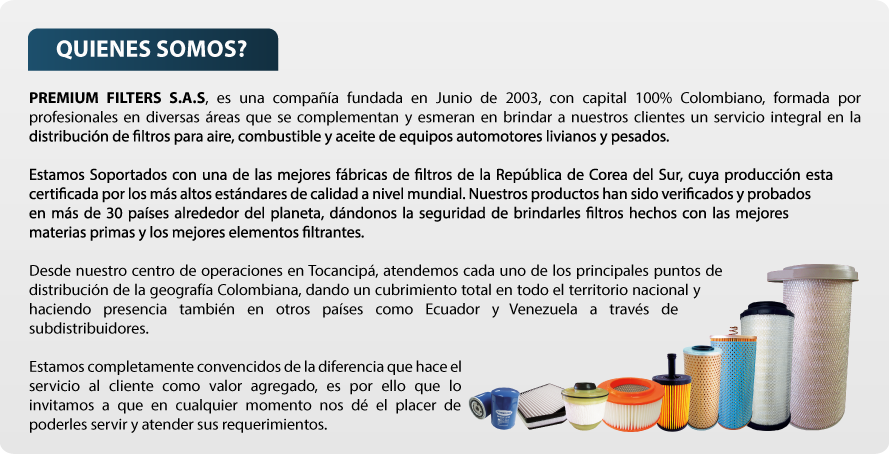 QUIENES SOMOS?
PREMIUM FILTERS S.A.S, es una compañía fundada en Junio de 2003, con capital 100% Colombiano, formada por
profesionales en diversas áreas que se complementan y esmeran en brindar a nuestros clientes un servicio integral en la
distribución de filtros para aire, combustible y aceite de equipos automotores livianos y pesados.
Estamos Soportados con una de las mejores fábricas de filtros de la República de Corea del Sur, cuya producción esta
certificada por los más altos estándares de calidad a nivel mundial. Nuestros productos han sido verificados y probados
en más de 30 países alrededor del planeta, dándonos la seguridad de brindarles filtros hechos con las mejores
materias primas y los mejores elementos filtrantes.
Desde nuestro centro de operaciones en Tocancipá, atendemos cada uno de los principales puntos de
distribución de la geografía Colombiana, dando un cubrimiento total en todo el territorio nacional y
haciendo presencia también en otros países como Ecuador y Venezuela a través de
subdistribuidores.
Estamos completamente convencidos de la diferencia que hace el
servicio al cliente como valor agregado, es por ello que lo
invitamos a que en cualquier momento nos dé el placer de
poderles servir y atender sus requerimientos.